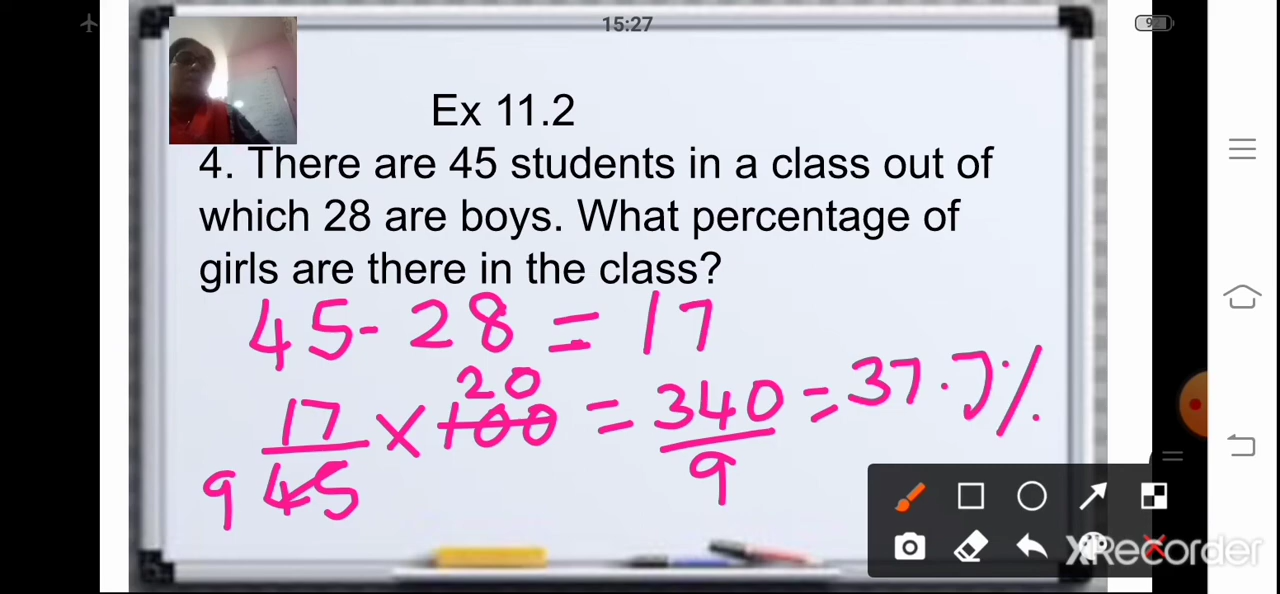 15:27
Ex 11.2
4. There are 45 students in a class out of
which 28 are boys. What percentage of
girls are there in the class?
45 - 28 = 17
17/45 × 100 = 340/9 = 37.7%
20
9
XRecorder